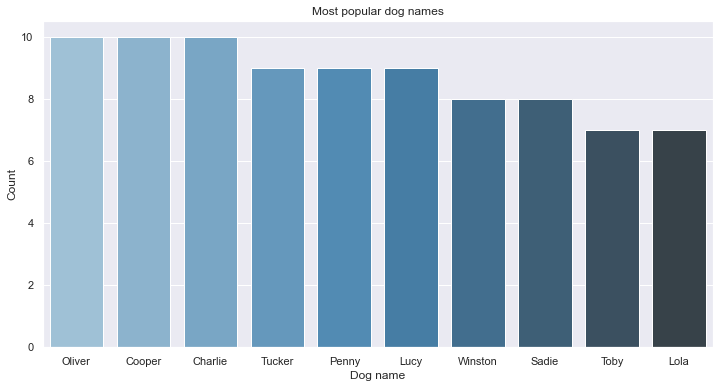 Most popular dog names
10
8
6
4
2
0
Count
Oliver Cooper Charlie Tucker Penny Lucy Winston Sadie Toby Lola
Dog name